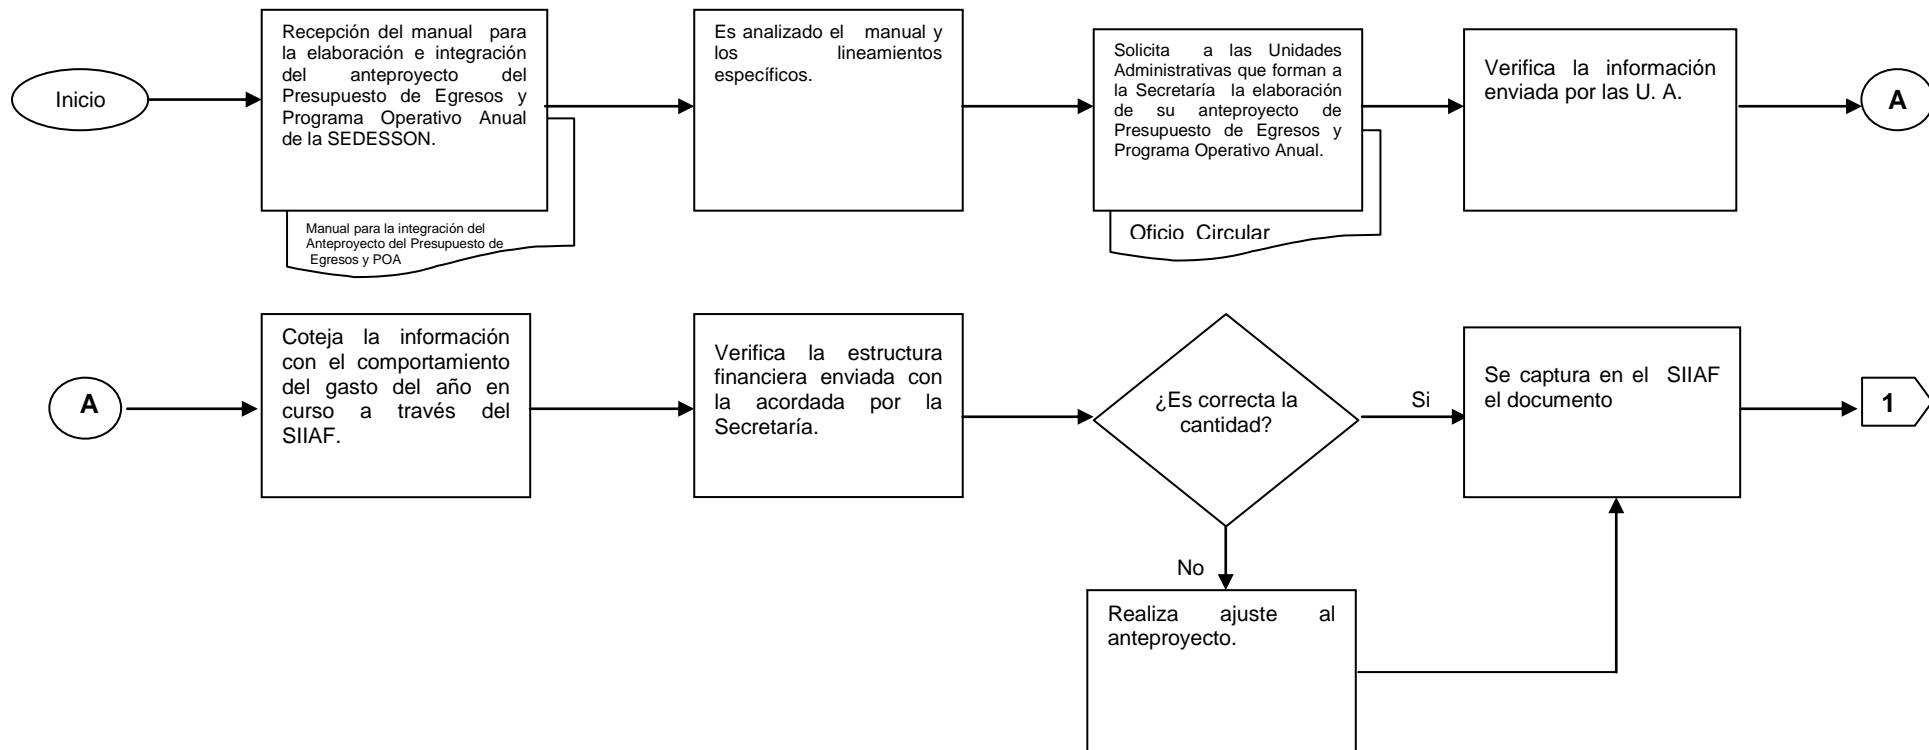 Inicio
Recepción del manual para
la elaboración e integración
del anteproyecto del
Presupuesto de Egresos y
Programa Operativo Anual
de la SEDESSON.
Manual para la integración del
Anteproyecto del Presupuesto de
Egresos y POA
Es analizado el manual y
los lineamientos
específicos.
Solicita a las Unidades
Administrativas que forman a
la Secretaría la elaboración
de su anteproyecto de
Presupuesto de Egresos y
Programa Operativo Anual.
Oficio Circular
Verifica la información
enviada por las U. A.
A
A
Coteja la información
con el comportamiento
del gasto del año en
curso a través del
SIIAF.
Verifica la estructura
financiera enviada con
la acordada por la
Secretaría.
¿Es correcta la
cantidad?
Si
No
Se captura en el SIIAF
el documento
1
Realiza ajuste al
anteproyecto.